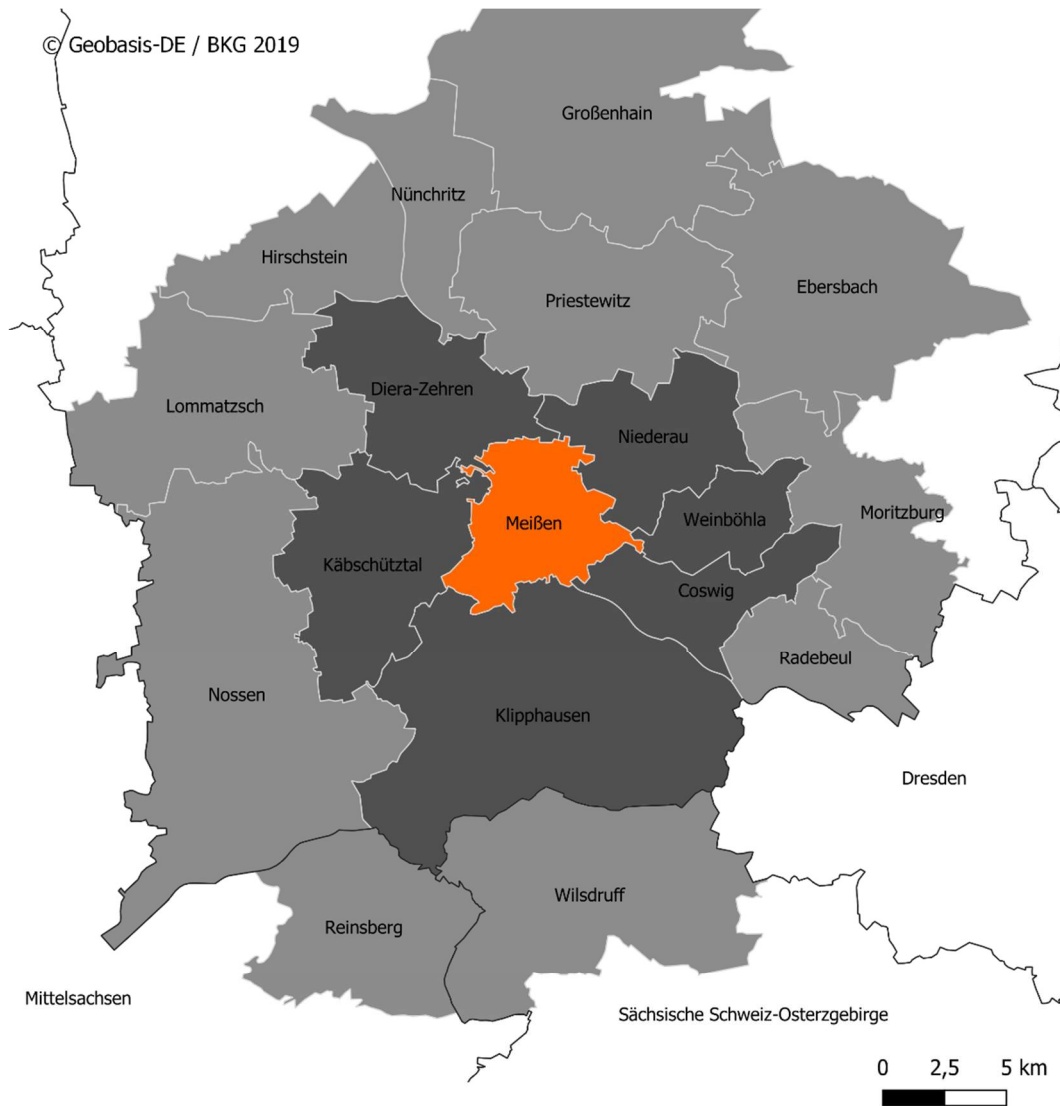 © Geobasis-DE / BKG 2019
Großenhain
Nünchritz
Hirschstein
Ebersbach
Priestewitz
Diera-Zehren
Lommatzsch
Niederau
Moritzburg
Weinböhla
Meißen
Käbschütztal
Coswig
Radebeul
Nossen
Klipphausen
Dresden
Wilsdruff
Reinsberg
Mittelsachsen
Sächsische Schweiz-Osterzgebirge
0 2,5 5 km